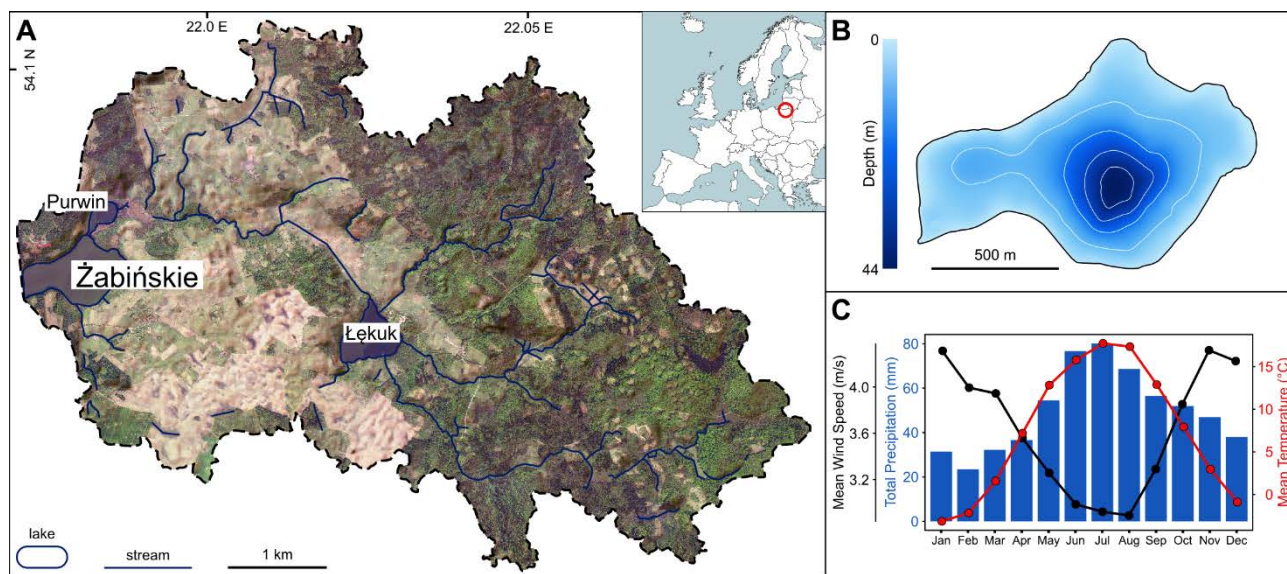 A
22.0 E
22.05 E
54.1 N
Purwin
Żabińskie
Łękuk
lake
stream
1 km
B
0
Depth (m)
44
500 m
C
Mean Wind Speed (m/s)
4.0
3.6
3.2
Total Precipitation (mm)
80
60
40
20
0
15
10
5
0
Mean Temperature (°C)
Jan Feb Mar Apr May Jun Jul Aug Sep Oct Nov Dec